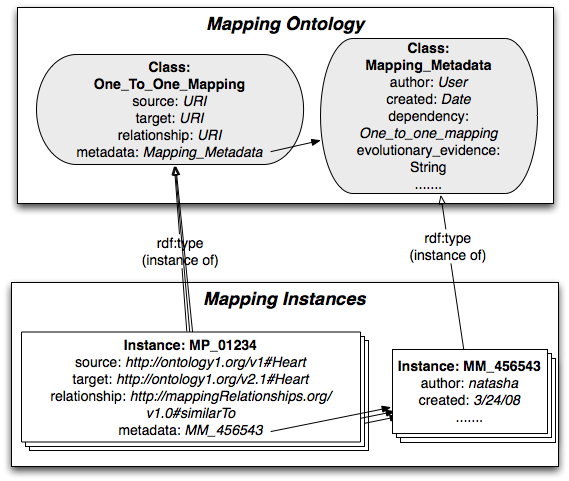 Mapping Ontology
Class:
One_To_One_Mapping
source: URI
target: URI
relationship: URI
metadata: Mapping_Metadata
Class:
Mapping_Metadata
author: User
created: Date
dependency:
One_to_one_mapping
evolutionary_evidence:
String
.......
rdf:type
(instance of)
rdf:type
(instance of)
Mapping Instances
Instance: MP_01234
source: http://ontology1.org/v1#Heart
target: http://ontology1.org/v2.1#Heart
relationship: http://mappingRelationships.org/
v1.0#similarTo
metadata: MM_456543
Instance: MM_456543
author: natasha
created: 3/24/08
.......